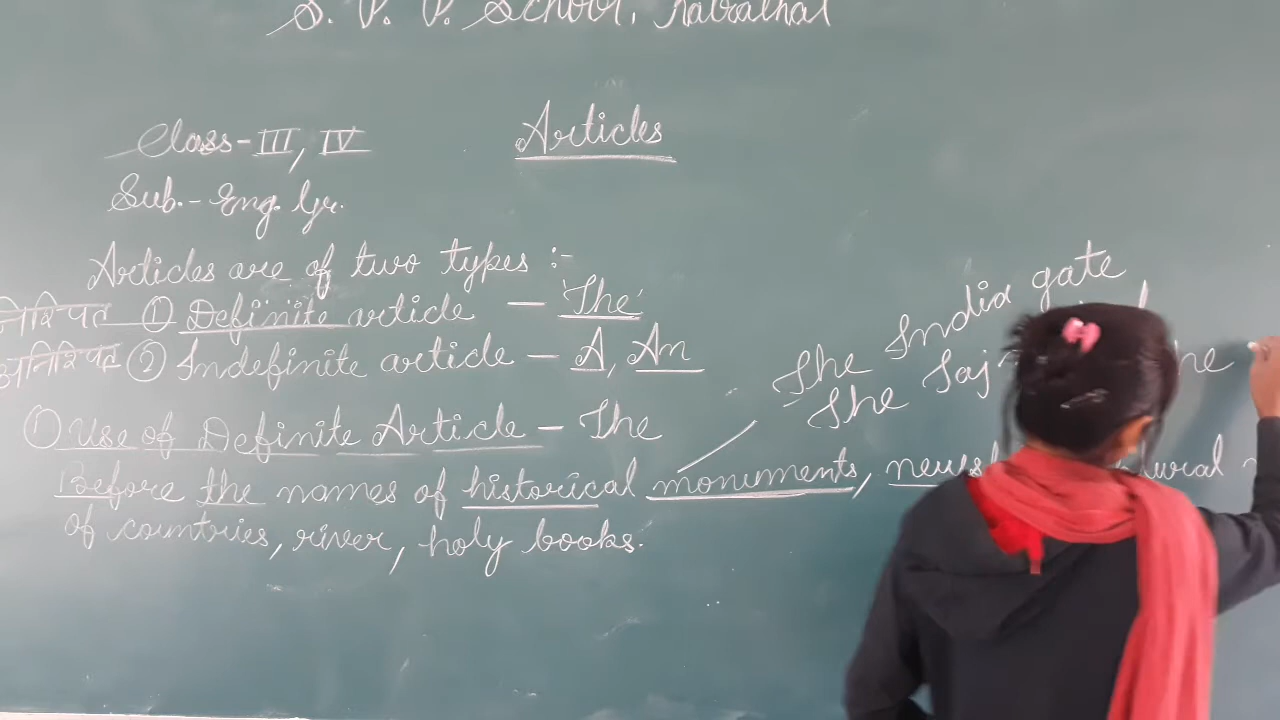 S. V. V. School,
Class-III, IV
Articles
Sub.- Eng. Gr.
Articles are of two types :-
① Definite article — 'The'
② Indefinite article — A, An
The India gate
The Taj
he
① Use of Definite Article - The
Before the names of historical monuments,
of countries, river, holy books.